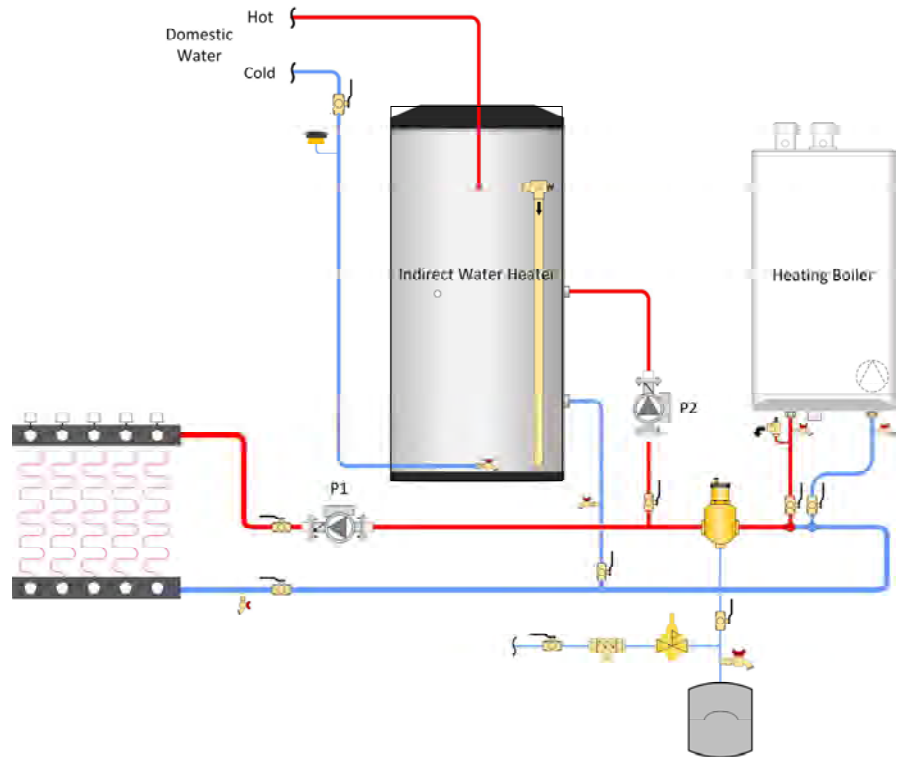 Hot
Domestic
Water
Cold
Indirect Water Heater
Heating Boiler
P2
P1